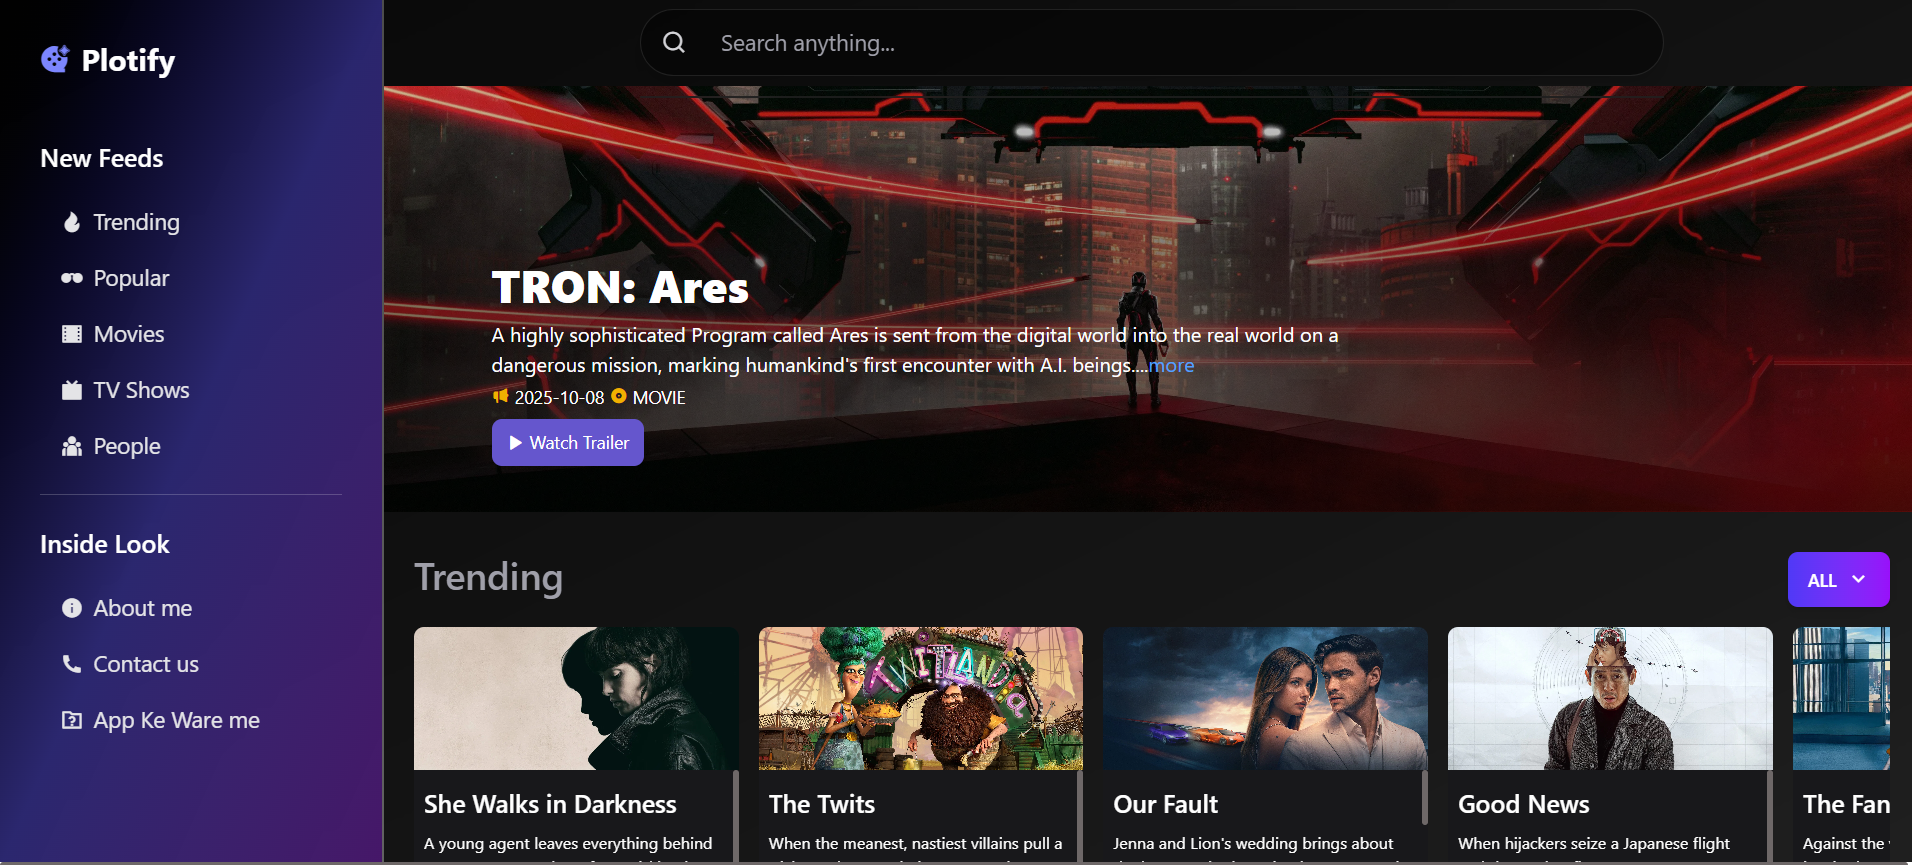 Plotify
Search anything...
New Feeds
Trending
Popular
Movies
TV Shows
People
Inside Look
About me
Contact us
App Ke Ware me
TRON: Ares
A highly sophisticated Program called Ares is sent from the digital world into the real world on a
dangerous mission, marking humankind's first encounter with A.I. beings....more
2025-10-08 MOVIE
Watch Trailer
Trending
ALL
TWITLANDIA
She Walks in Darkness
A young agent leaves everything behind
The Twits
When the meanest, nastiest villains pull a
Our Fault
Jenna and Lion's wedding brings about
Good News
When hijackers seize a Japanese flight
The Fan
Against the